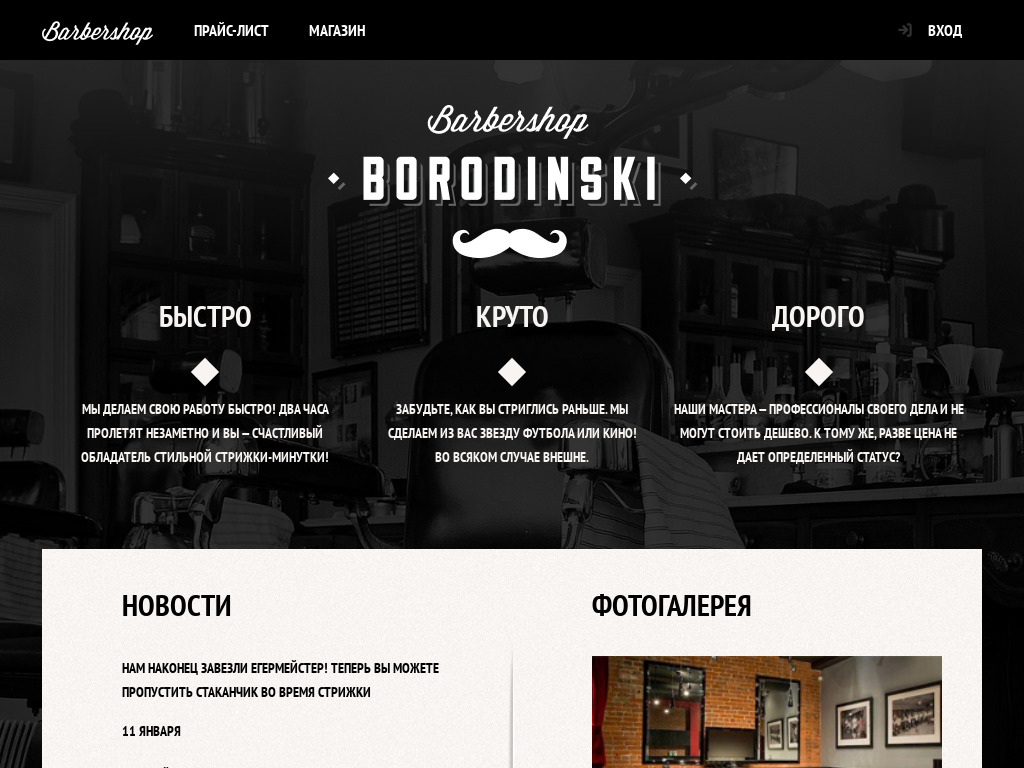 Barbershop ПРАЙС-ЛИСТ МАГАЗИН ВХОД
Barbershop
BORODINSKI
БЫСТРО
МЫ ДЕЛАЕМ СВОЮ РАБОТУ БЫСТРО! ДВА ЧАСА
ПРОЛЕТЯТ НЕЗАМЕТНО И ВЫ – СЧАСТЛИВЫЙ
ОБЛАДАТЕЛЬ СТИЛЬНОЙ СТРИЖКИ-МИНУТКИ!
КРУТО
ЗАБУДЬТЕ, КАК ВЫ СТРИГЛИСЬ РАНЬШЕ. МЫ
СДЕЛАЕМ ИЗ ВАС ЗВЕЗДУ ФУТБОЛА ИЛИ КИНО!
ВО ВСЯКОМ СЛУЧАЕ ВНЕШНЕ.
ДОРОГО
НАШИ МАСТЕРА – ПРОФЕССИОНАЛЫ СВОЕГО ДЕЛА И НЕ
МОГУТ СТОИТЬ ДЕШЕВО. К ТОМУ ЖЕ, РАЗВЕ ЦЕНА НЕ
ДАЕТ ОПРЕДЕЛЕННЫЙ СТАТУС?
НОВОСТИ
НАМ НАКОНЕЦ ЗАВЕЗЛИ ЕГЕРМЕЙСТЕР! ТЕПЕРЬ ВЫ МОЖЕТЕ
ПРОПУСТИТЬ СТАКАНЧИК ВО ВРЕМЯ СТРИЖКИ
11 ЯНВАРЯ
ФОТОГАЛЕРЕЯ